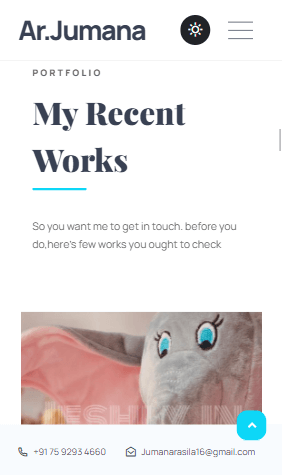 Ar.Jumana
PORTFOLIO
My Recent
Works
So you want me to get in touch. before you
do,here's few works you ought to check
+91 75 9293 4660
Jumanarasila16@gmail.com